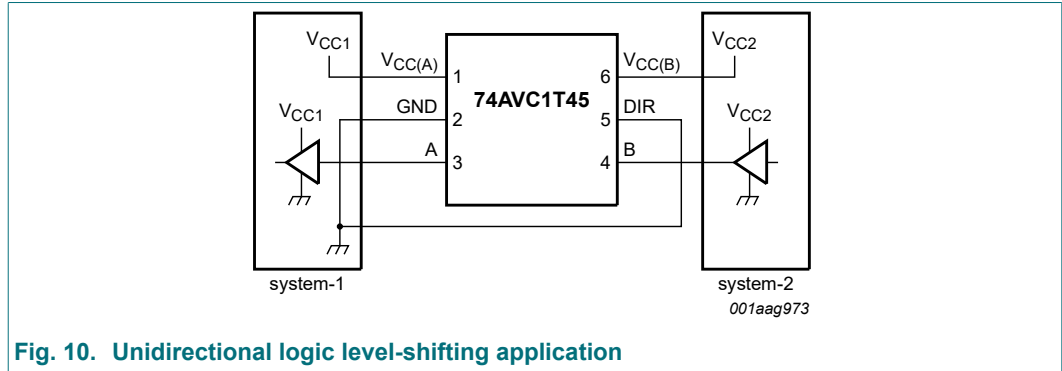 VCC1 VCC2
VCC(A) VCC(B)
1 6
74AVC1T45
GND DIR
2 5
VCC1 VCC2
A B
3 4
system-1 system-2
001aag973
Fig. 10. Unidirectional logic level-shifting application